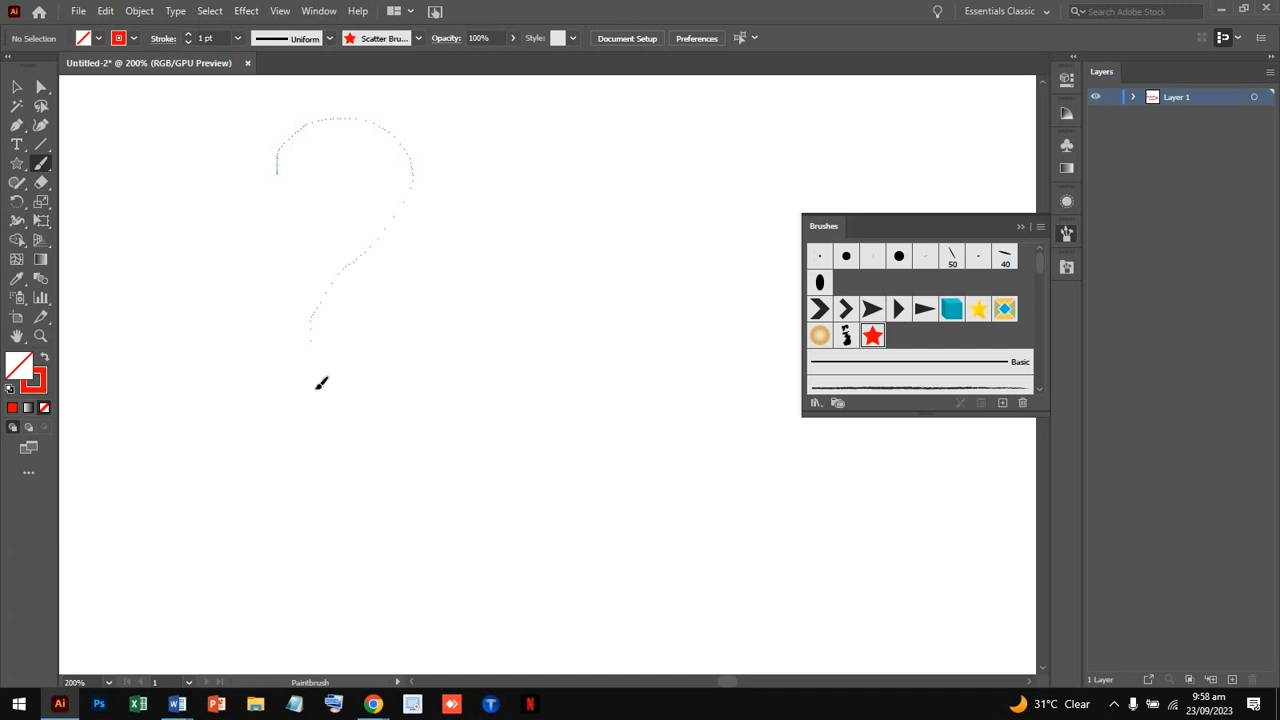 Ai File Edit Object Type Select Effect View Window Help Essentials Classic Search Adobe Stock
No Selection Stroke: 1 pt Uniform Scatter Bru... Opacity: 100% Style: Document Setup Preferences
Untitled-2* @ 200% (RGB/GPU Preview)
Layers
Layer 1
Brushes
50
40
Basic
1 Layer
200% 1 Paintbrush
Ai Ps 31°C Clear 9:58 am
23/09/2023